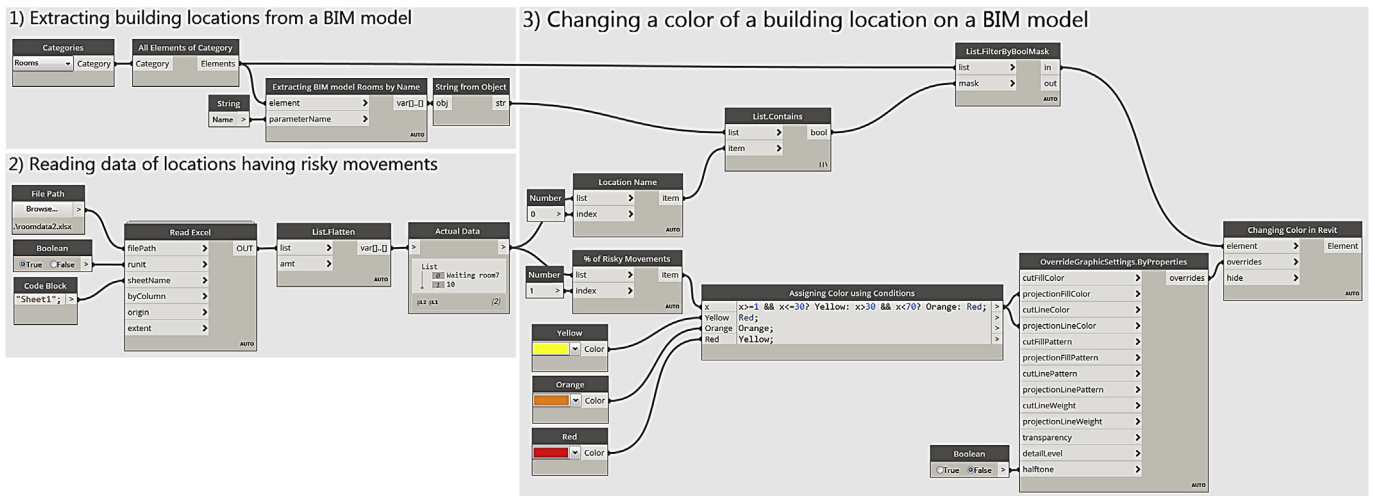 1) Extracting building locations from a BIM model
Categories
Rooms Category
All Elements of Category
Category Elements
String
Name >
Extracting BIM model Rooms by Name
element > var[]..[]
parameterName >
AUTO
String from Object
obj str
2) Reading data of locations having risky movements
File Path
Browse... >
.\roomdata2.xlsx
Boolean
True False >
Code Block
"Sheet1"; >
Read Excel
filePath > OUT
runIt >
sheetName >
byColumn >
origin >
extent >
AUTO
List.Flatten
list > var[]..[]
amt >
AUTO
Actual Data
> >
List
0 Waiting room7
1 10
@L2 @L1 {2}
3) Changing a color of a building location on a BIM model
List.FilterByBoolMask
list > in
mask > out
AUTO
List.Contains
list > bool
item >
Number
0 >
Location Name
list > item
index >
AUTO
Number
1 >
% of Risky Movements
list > item
index >
AUTO
Yellow
Color
Orange
Color
Red
Color
Assigning Color using Conditions
x x>=1 && x<=30? Yellow: x>30 && x<70? Orange: Red; >
Yellow Red; >
Orange Orange; >
Red Yellow; >
Boolean
True False >
OverrideGraphicSettings.ByProperties
cutFillColor > overrides
projectionFillColor >
cutLineColor >
projectionLineColor >
cutFillPattern >
projectionFillPattern >
cutLinePattern >
projectionLinePattern >
cutLineWeight >
projectionLineWeight >
transparency >
detailLevel >
halftone >
AUTO
Changing Color in Revit
element > Element
overrides >
hide >
AUTO